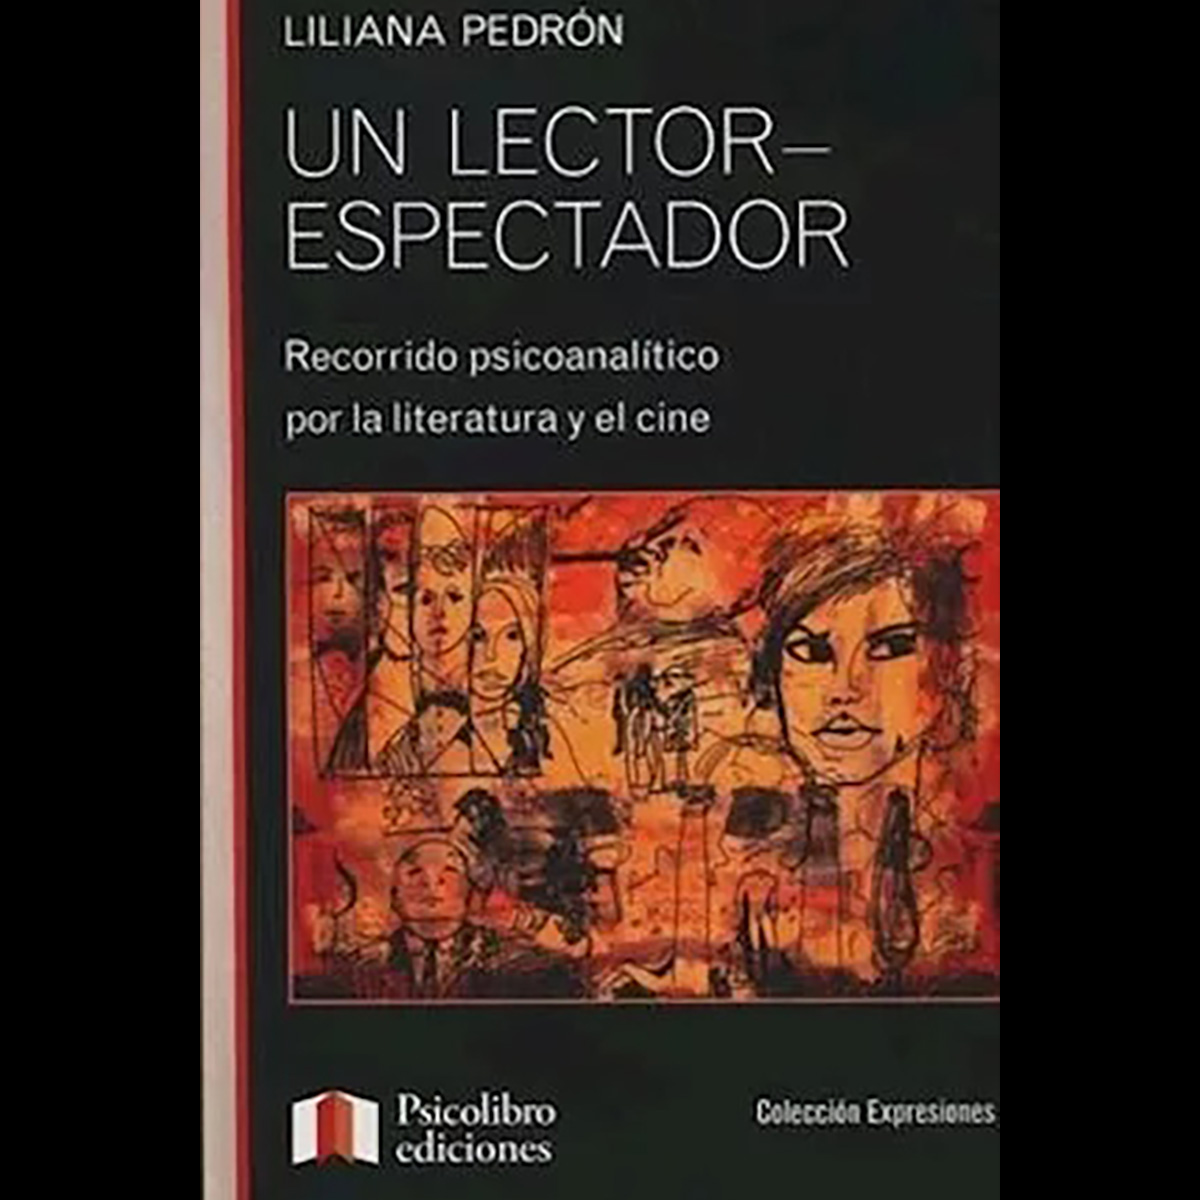 LILIANA PEDRÓN
UN LECTOR—
ESPECTADOR
Recorrido psicoanalítico
por la literatura y el cine
Psicolibro
ediciones
Colección Expresiones